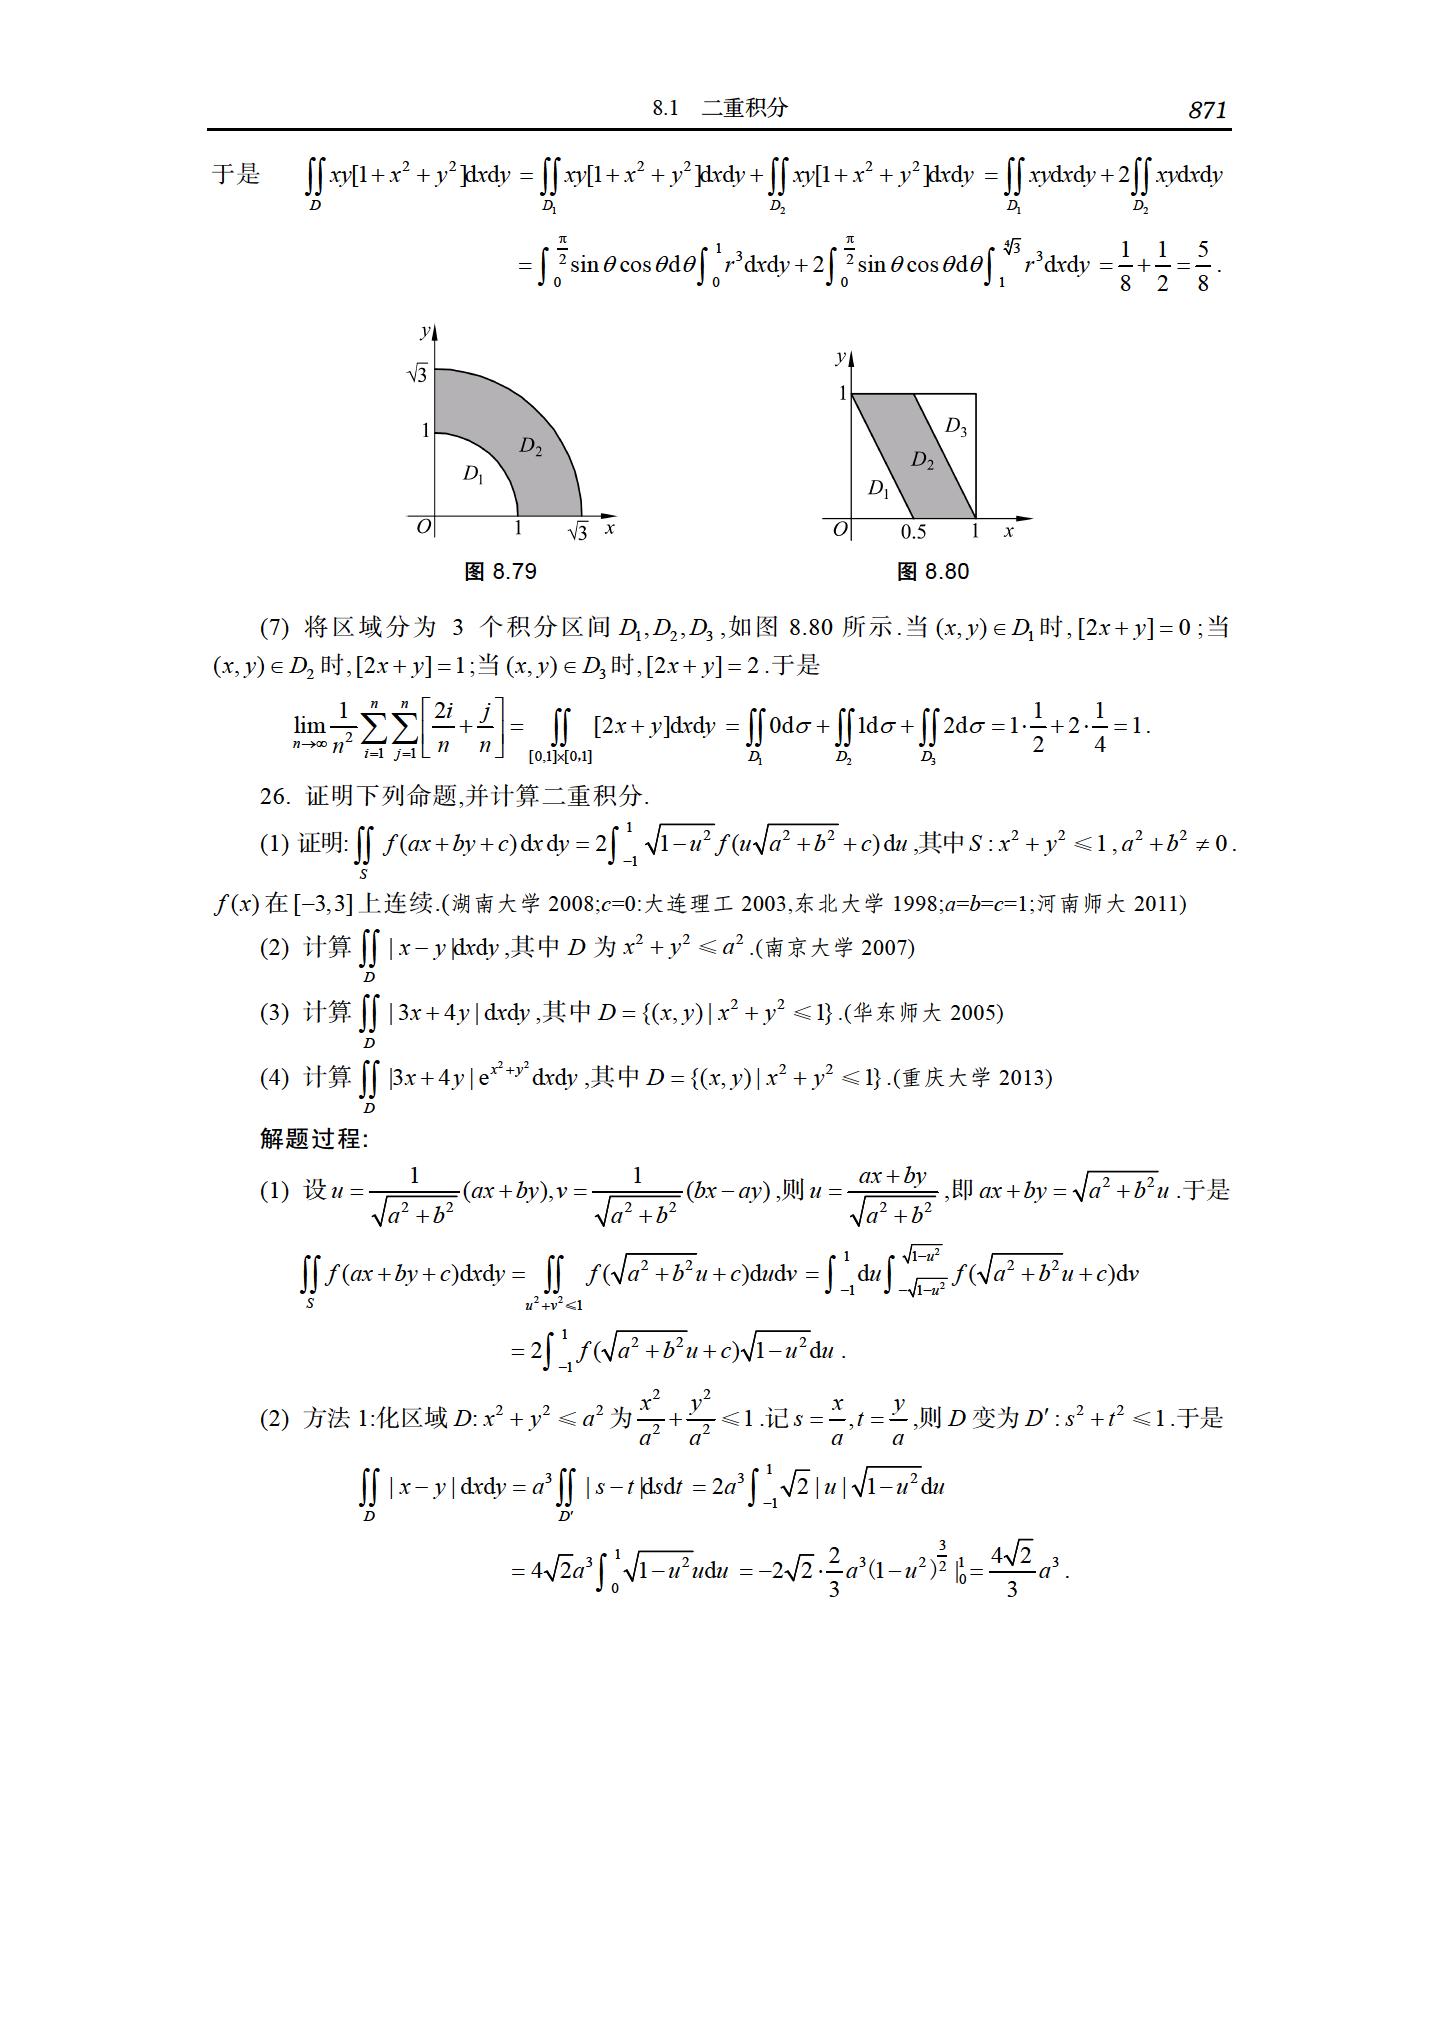 8.1 二重积分 871
于是 $\iint\limits_{D} xy[1+x^2+y^2]\mathrm{d}x\mathrm{d}y = \iint\limits_{D_1} xy[1+x^2+y^2]\mathrm{d}x\mathrm{d}y + \iint\limits_{D_2} xy[1+x^2+y^2]\mathrm{d}x\mathrm{d}y = \iint\limits_{D_1} xy\mathrm{d}x\mathrm{d}y + 2\iint\limits_{D_2} xy\mathrm{d}x\mathrm{d}y$
$= \int_0^{\frac{\pi}{2}} \sin\theta\cos\theta\mathrm{d}\theta \int_0^1 r^3\mathrm{d}x\mathrm{d}y + 2\int_0^{\frac{\pi}{2}} \sin\theta\cos\theta\mathrm{d}\theta \int_1^{\sqrt[4]{3}} r^3\mathrm{d}x\mathrm{d}y = \frac{1}{8}+\frac{1}{2}=\frac{5}{8}.$
y
√3
1
D₂
D₁
O 1 √3 x
图 8.79
y
1
D₃
D₂
D₁
O 0.5 1 x
图 8.80
(7) 将区域分为 3 个积分区间 $D_1,D_2,D_3$,如图 8.80 所示.当 $(x,y)\in D_1$ 时,$[2x+y]=0$;当
$(x,y)\in D_2$ 时,$[2x+y]=1$;当 $(x,y)\in D_3$ 时,$[2x+y]=2$.于是
$\lim\limits_{n\to\infty}\frac{1}{n^2}\sum\limits_{i=1}^{n}\sum\limits_{j=1}^{n}\left[\frac{2i}{n}+\frac{j}{n}\right] = \iint\limits_{[0,1]\times[0,1]}[2x+y]\mathrm{d}x\mathrm{d}y = \iint\limits_{D_1}0\mathrm{d}\sigma+\iint\limits_{D_2}1\mathrm{d}\sigma+\iint\limits_{D_3}2\mathrm{d}\sigma = 1\cdot\frac{1}{2}+2\cdot\frac{1}{4}=1.$
26. 证明下列命题,并计算二重积分.
(1) 证明:$\iint\limits_{S} f(ax+by+c)\mathrm{d}x\mathrm{d}y = 2\int_{-1}^{1}\sqrt{1-u^2}f(u\sqrt{a^2+b^2}+c)\mathrm{d}u$,其中 $S:x^2+y^2\leqslant 1,a^2+b^2\neq 0$.
$f(x)$ 在 $[-3,3]$ 上连续.(湖南大学 2008;c=0:大连理工 2003,东北大学 1998;a=b=c=1;河南师大 2011)
(2) 计算 $\iint\limits_{D}|x-y|\mathrm{d}x\mathrm{d}y$,其中 D 为 $x^2+y^2\leqslant a^2$.(南京大学 2007)
(3) 计算 $\iint\limits_{D}|3x+4y|\mathrm{d}x\mathrm{d}y$,其中 $D=\{(x,y)|x^2+y^2\leqslant 1\}$.(华东师大 2005)
(4) 计算 $\iint\limits_{D}|3x+4y|\mathrm{e}^{x^2+y^2}\mathrm{d}x\mathrm{d}y$,其中 $D=\{(x,y)|x^2+y^2\leqslant 1\}$.(重庆大学 2013)
解题过程:
(1) 设 $u=\frac{1}{\sqrt{a^2+b^2}}(ax+by),v=\frac{1}{\sqrt{a^2+b^2}}(bx-ay)$,则 $u=\frac{ax+by}{\sqrt{a^2+b^2}}$,即 $ax+by=\sqrt{a^2+b^2}u$.于是
$\iint\limits_{S} f(ax+by+c)\mathrm{d}x\mathrm{d}y = \iint\limits_{u^2+v^2\leqslant 1} f(\sqrt{a^2+b^2}u+c)\mathrm{d}u\mathrm{d}v = \int_{-1}^{1}\mathrm{d}u\int_{-\sqrt{1-u^2}}^{\sqrt{1-u^2}} f(\sqrt{a^2+b^2}u+c)\mathrm{d}v$
$= 2\int_{-1}^{1} f(\sqrt{a^2+b^2}u+c)\sqrt{1-u^2}\mathrm{d}u.$
(2) 方法 1:化区域 D:$x^2+y^2\leqslant a^2$ 为 $\frac{x^2}{a^2}+\frac{y^2}{a^2}\leqslant 1$.记 $s=\frac{x}{a},t=\frac{y}{a}$,则 D 变为 $D':s^2+t^2\leqslant 1$.于是
$\iint\limits_{D}|x-y|\mathrm{d}x\mathrm{d}y = a^3\iint\limits_{D'}|s-t|\mathrm{d}s\mathrm{d}t = 2a^3\int_{-1}^{1}\sqrt{2}|u|\sqrt{1-u^2}\mathrm{d}u$
$= 4\sqrt{2}a^3\int_0^1\sqrt{1-u^2}u\mathrm{d}u = -2\sqrt{2}\cdot\frac{2}{3}a^3(1-u^2)^{\frac{3}{2}}|_0^1 = \frac{4\sqrt{2}}{3}a^3.$